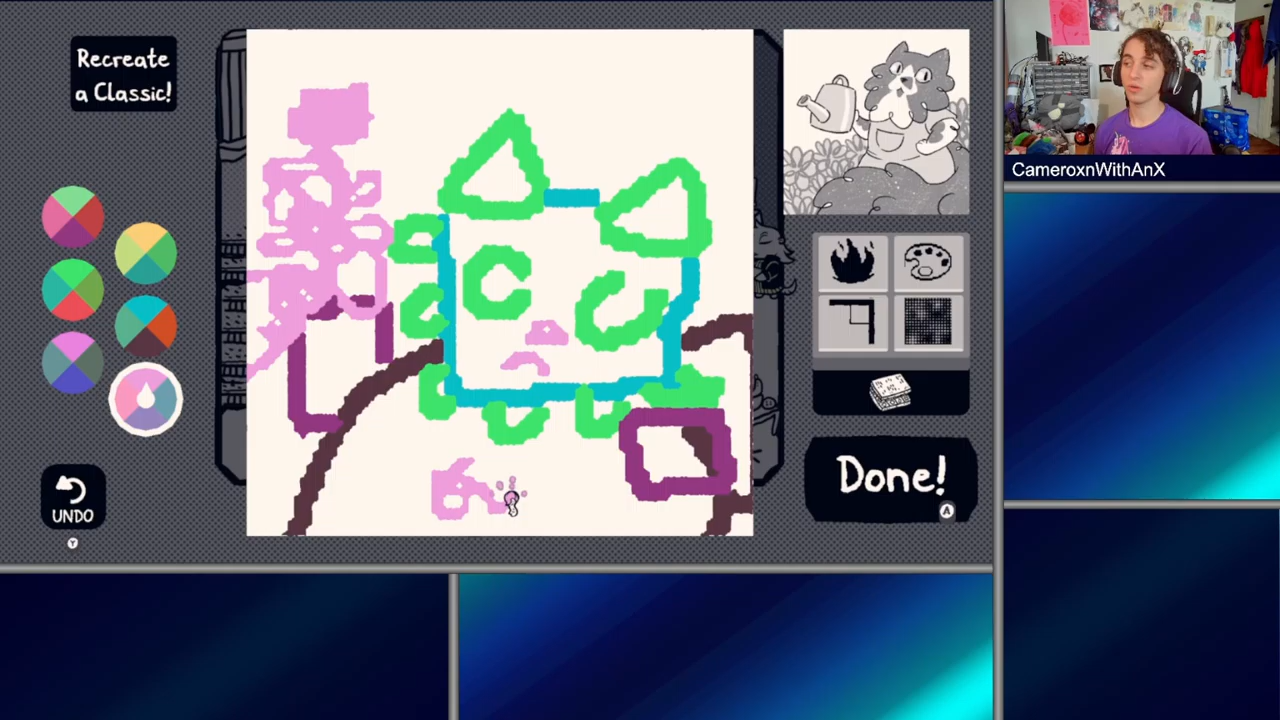 Recreate
a Classic!
CameroxnWithAnX
Done!
A
UNDO
Y